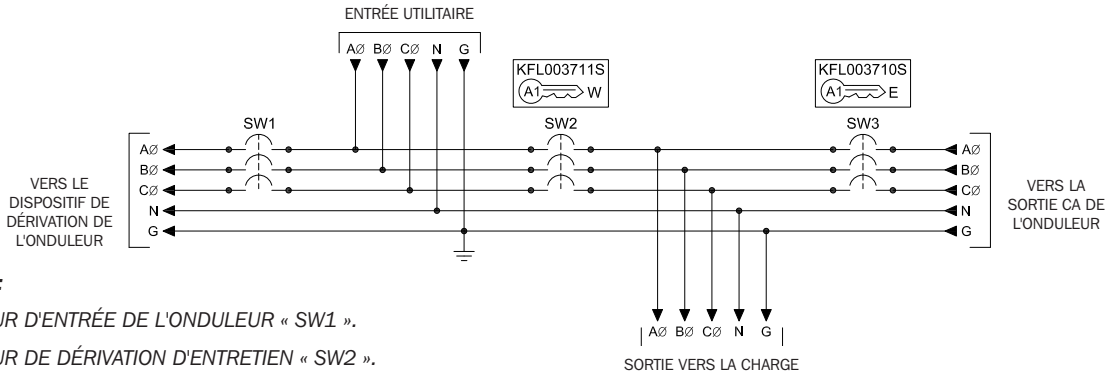 ENTRÉE UTILITAIRE
AØ BØ CØ N G
KFL003711S
A1 W
KFL003710S
A1 E
SW1
SW2
SW3
AØ
BØ
CØ
N
G
VERS LE
DISPOSITIF DE
DÉRIVATION DE
L'ONDULEUR
AØ
BØ
CØ
N
G
VERS LA
SORTIE CA DE
L'ONDULEUR
D'ENTRÉE DE L'ONDULEUR « SW1 ».
DE DÉRIVATION D'ENTRETIEN « SW2 ».
AØ BØ CØ N G
SORTIE VERS LA CHARGE